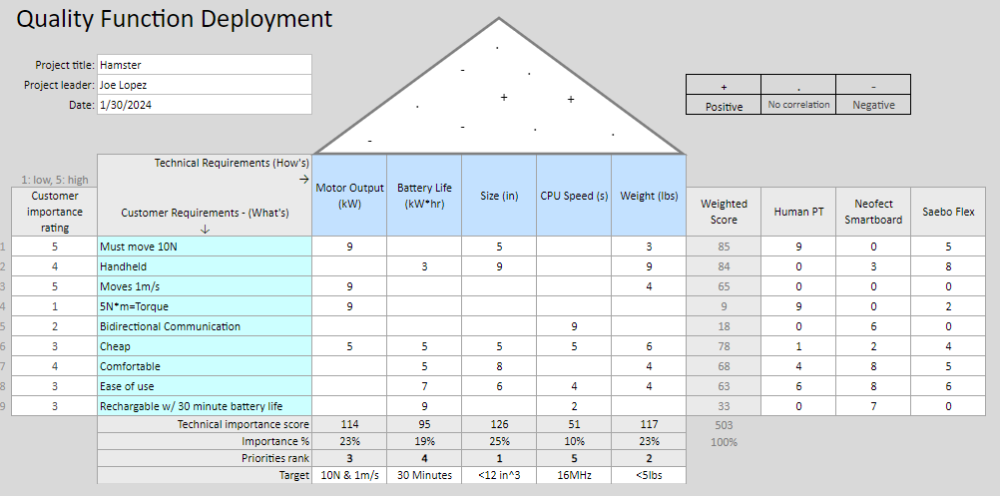 Quality Function Deployment
Project title: Hamster
Project leader: Joe Lopez
Date: 1/30/2024
.
- .
. + +
- - . .
+ . -
Positive No correlation Negative
1: low, 5: high
Customer importance rating
Technical Requirements (How's)
→
Customer Requirements - (What's)
↓
Motor Output (kW) Battery Life (kW*hr) Size (in) CPU Speed (s) Weight (lbs) Weighted Score Human PT Neofect Smartboard Saebo Flex
1 5 Must move 10N 9 5 3 85 9 0 5
2 4 Handheld 3 9 9 84 0 3 8
3 5 Moves 1m/s 9 4 65 0 0 0
4 1 5N*m=Torque 9 9 9 0 2
5 2 Bidirectional Communication 9 18 0 6 0
6 3 Cheap 5 5 5 5 6 78 1 2 4
7 4 Comfortable 5 8 4 68 4 8 5
8 3 Ease of use 7 6 4 4 63 6 8 6
9 3 Rechargable w/ 30 minute battery life 9 2 33 0 7 0
Technical importance score 114 95 126 51 117 503
Importance % 23% 19% 25% 10% 23% 100%
Priorities rank 3 4 1 5 2
Target 10N & 1m/s 30 Minutes <12 in^3 16MHz <5lbs